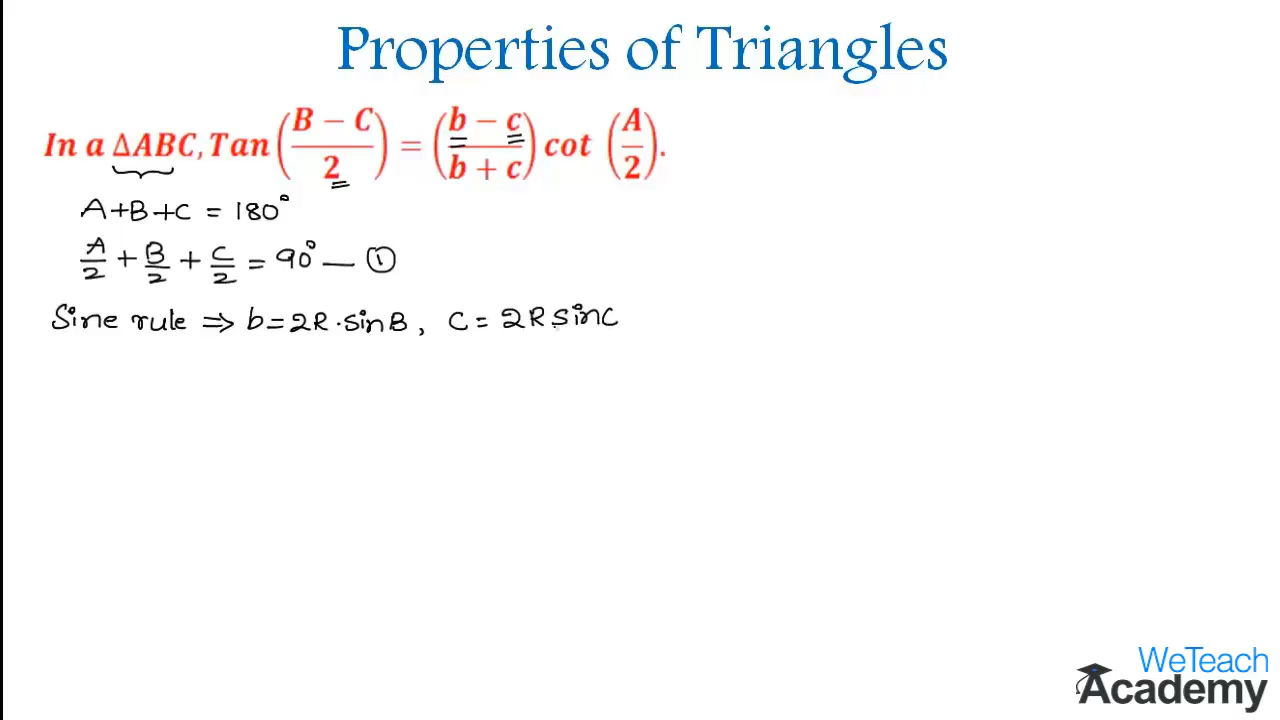 Properties of Triangles
In a ΔABC, Tan((B − C)/2) = ((b − c)/(b + c)) cot (A/2).
A+B+C = 180°
A/2 + B/2 + C/2 = 90° — ①
Sine rule ⇒ b = 2R·sinB, C = 2R sinC
WeTeach
Academy